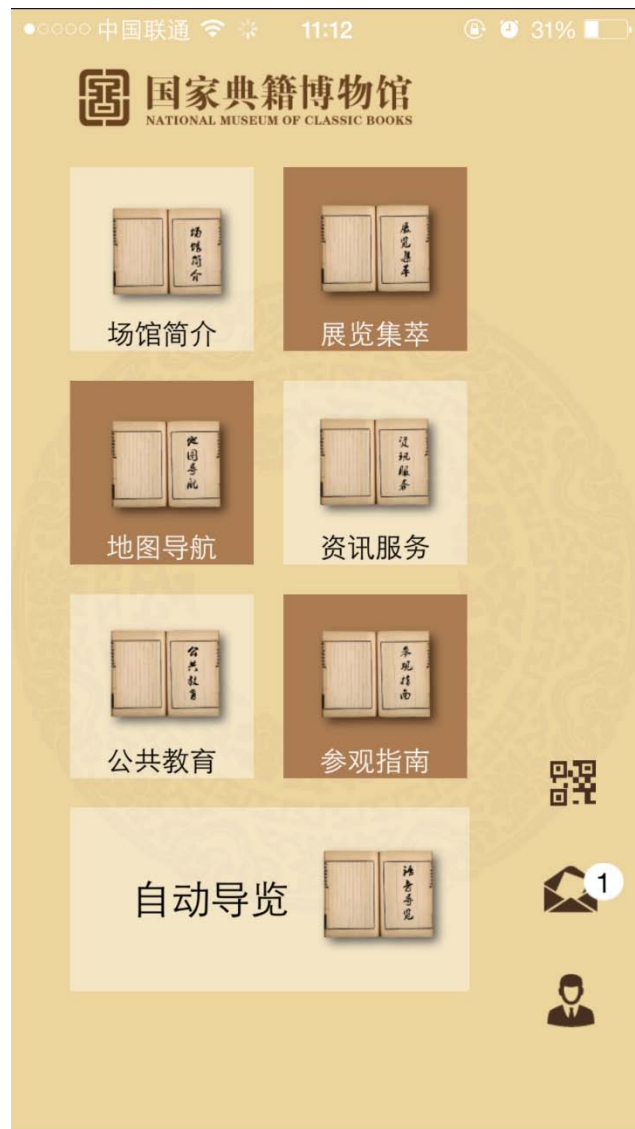 中国联通 11:12 31%
国家典籍博物馆
NATIONAL MUSEUM OF CLASSIC BOOKS
场馆简介
展览集萃
场馆简介
展览集萃
地图导航
资讯服务
地图导航
资讯服务
公共教育
参观指南
公共教育
参观指南
自动导览
语音导览
1